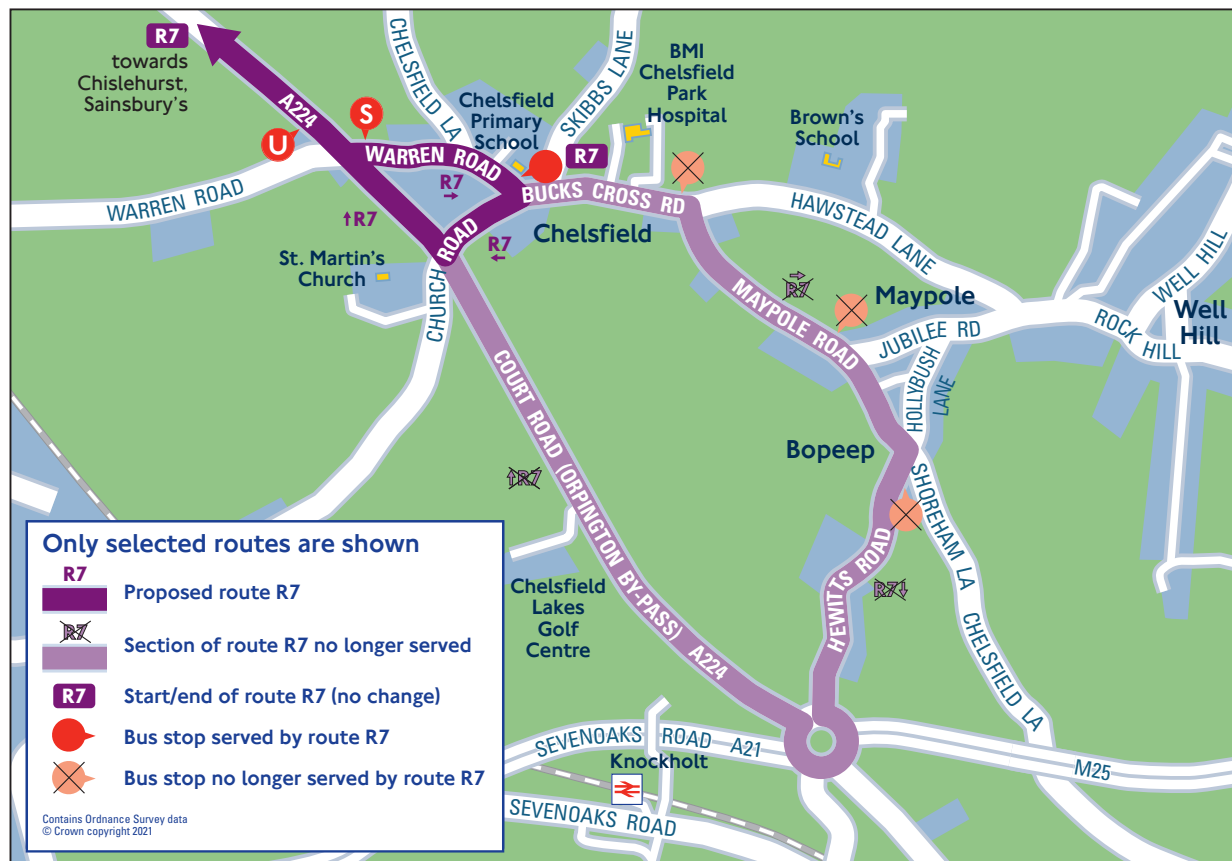 R7
towards
Chislehurst,
Sainsbury's
A224
U
S
CHELSFIELD LA
Chelsfield
Primary
School
SKIBBS LANE
R7
BMI
Chelsfield
Park
Hospital
Brown's
School
WARREN ROAD
WARREN ROAD
R7
R7
R7
BUCKS CROSS RD
Chelsfield
HAWSTEAD LANE
St. Martin's
Church
CHURCH
ROAD
R7
MAYPOLE ROAD
Maypole
JUBILEE RD
ROCK HILL
WELL HILL
Well
Hill
HOLLYBUSH
LANE
Bopeep
COURT ROAD (ORPINGTON BY-PASS) A224
R7
SHOREHAM LA
HEWITTS ROAD
R7
CHELSFIELD LA
Chelsfield
Lakes
Golf
Centre
SEVENOAKS ROAD A21
M25
Knockholt
SEVENOAKS ROAD
Only selected routes are shown
R7
Proposed route R7
R7
Section of route R7 no longer served
R7
Start/end of route R7 (no change)
Bus stop served by route R7
Bus stop no longer served by route R7
Contains Ordnance Survey data
© Crown copyright 2021